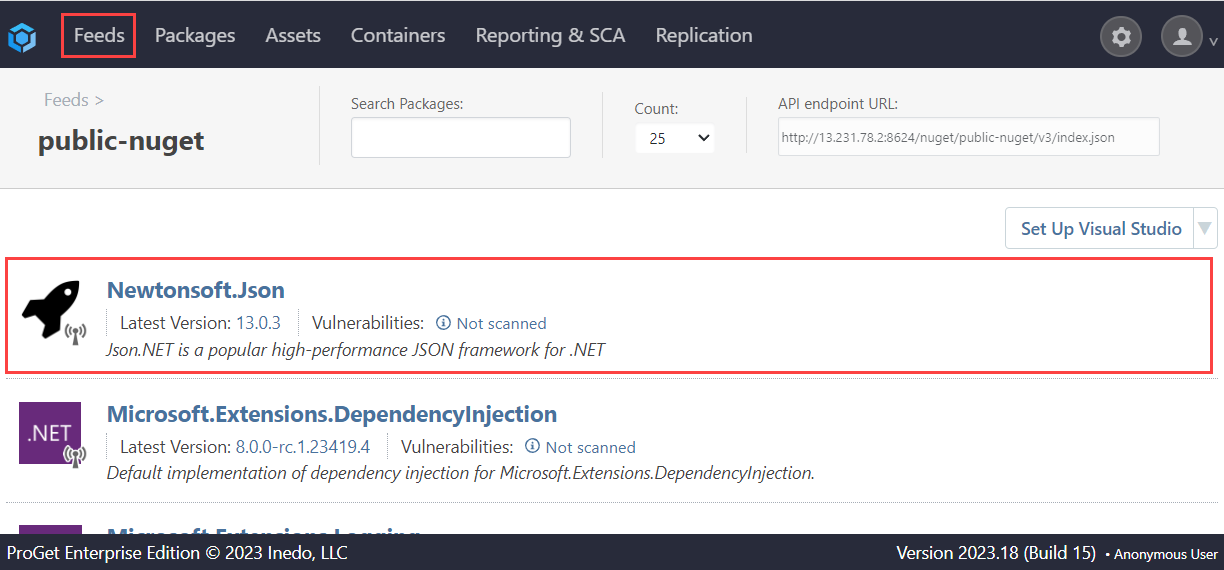 Feeds Packages Assets Containers Reporting & SCA Replication
Feeds >
public-nuget
Search Packages:
Count:
25
API endpoint URL:
http://13.231.78.2:8624/nuget/public-nuget/v3/index.json
Set Up Visual Studio
Newtonsoft.Json
Latest Version: 13.0.3 Vulnerabilities: Not scanned
Json.NET is a popular high-performance JSON framework for .NET
.NET
Microsoft.Extensions.DependencyInjection
Latest Version: 8.0.0-rc.1.23419.4 Vulnerabilities: Not scanned
Default implementation of dependency injection for Microsoft.Extensions.DependencyInjection.
Microsoft.Extensions.Logging
ProGet Enterprise Edition © 2023 Inedo, LLC Version 2023.18 (Build 15) • Anonymous User